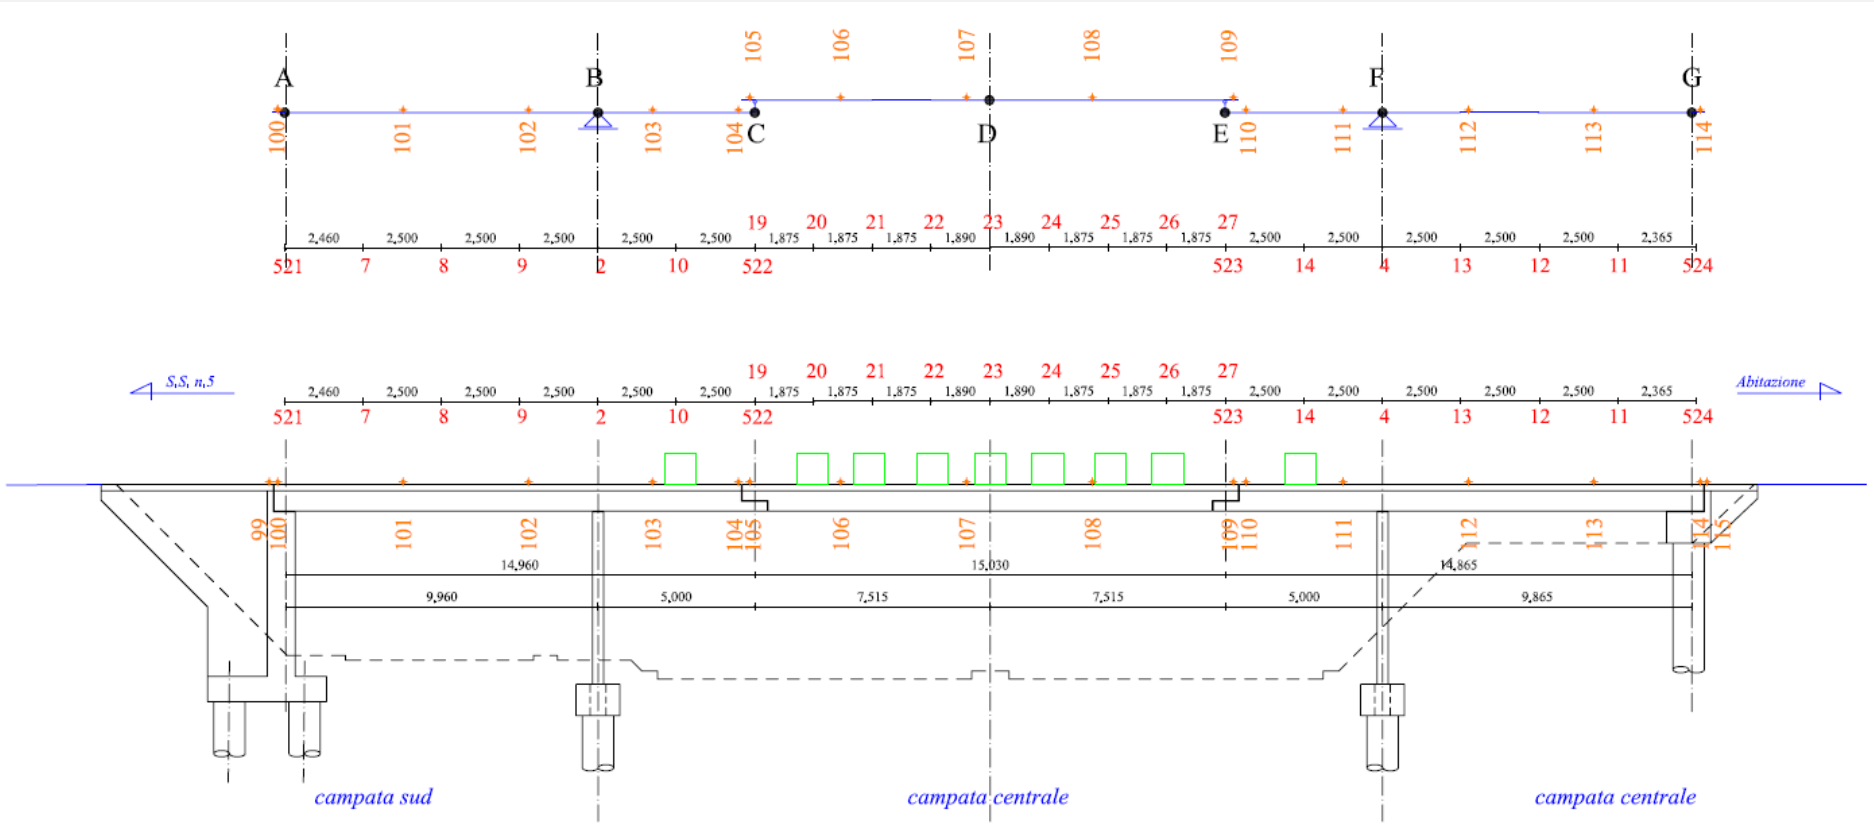 105 106 107 108 109
A B F G
100 101 102 103 104 C D E 110 111 112 113 114
19 20 21 22 23 24 25 26 27
2,460 2,500 2,500 2,500 2,500 2,500 1,875 1,875 1,875 1,890 1,890 1,875 1,875 1,875 2,500 2,500 2,500 2,500 2,500 2,365
521 7 8 9 2 10 522 523 14 4 13 12 11 524
19 20 21 22 23 24 25 26 27
S.S. n.5 Abitazione
2,460 2,500 2,500 2,500 2,500 2,500 1,875 1,875 1,875 1,890 1,890 1,875 1,875 1,875 2,500 2,500 2,500 2,500 2,500 2,365
521 7 8 9 2 10 522 523 14 4 13 12 11 524
99 100 101 102 103 104 105 106 107 108 109 110 111 112 113 114 115
14,960 15,030 14,865
9,960 5,000 7,515 7,515 5,000 9,865
campata sud campata centrale campata centrale